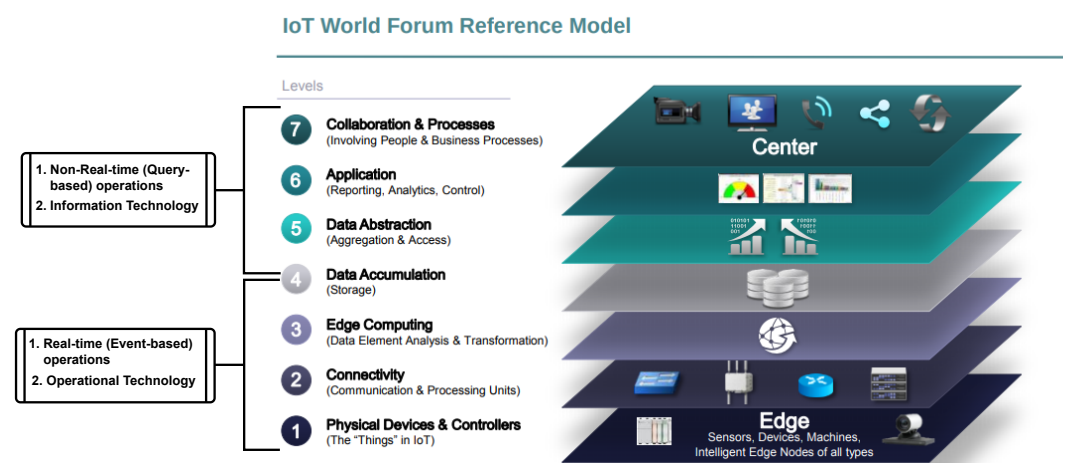 IoT World Forum Reference Model
Levels
7
Collaboration & Processes
(Involving People & Business Processes)
6
Application
(Reporting, Analytics, Control)
5
Data Abstraction
(Aggregation & Access)
4
Data Accumulation
(Storage)
3
Edge Computing
(Data Element Analysis & Transformation)
2
Connectivity
(Communication & Processing Units)
1
Physical Devices & Controllers
(The “Things” in IoT)
1. Non-Real-time (Query-
based) operations
2. Information Technology
1. Real-time (Event-based)
operations
2. Operational Technology
Center
010101
11001
001
Edge
Sensors, Devices, Machines,
Intelligent Edge Nodes of all types